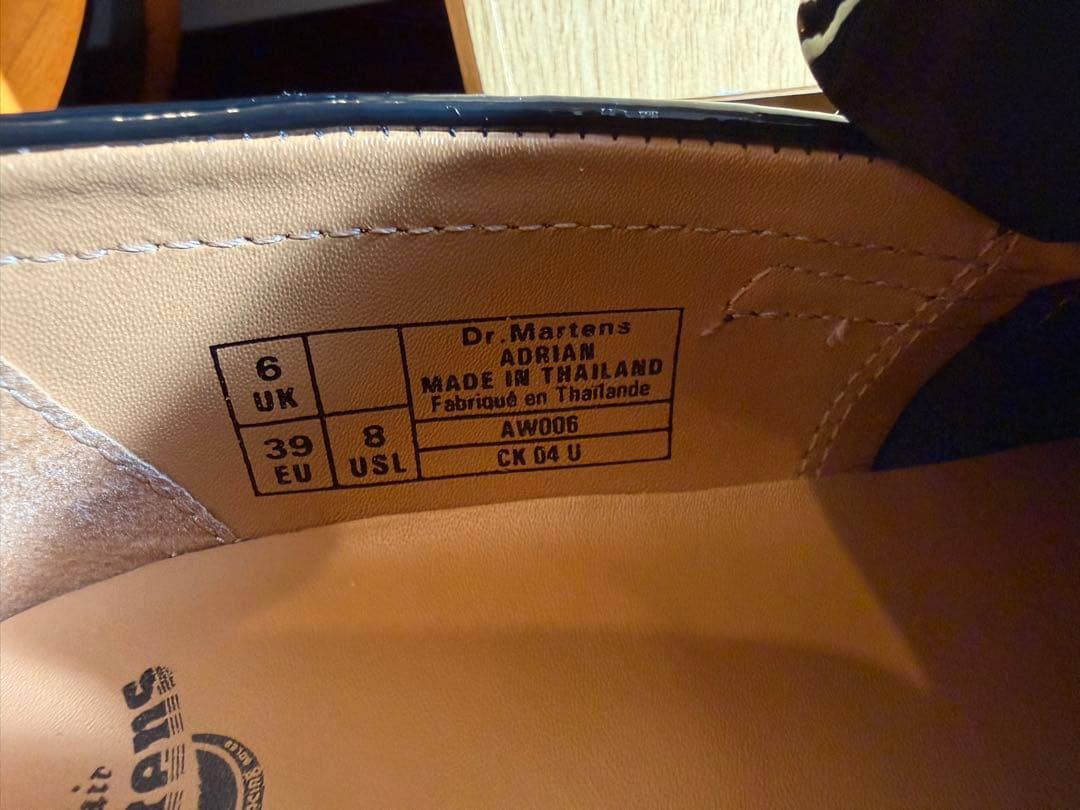 6
UK
39
EU
8
USL
Dr.Martens
ADRIAN
MADE IN THAILAND
Fabriqué en Thaïlande
AW006
CK 04 U